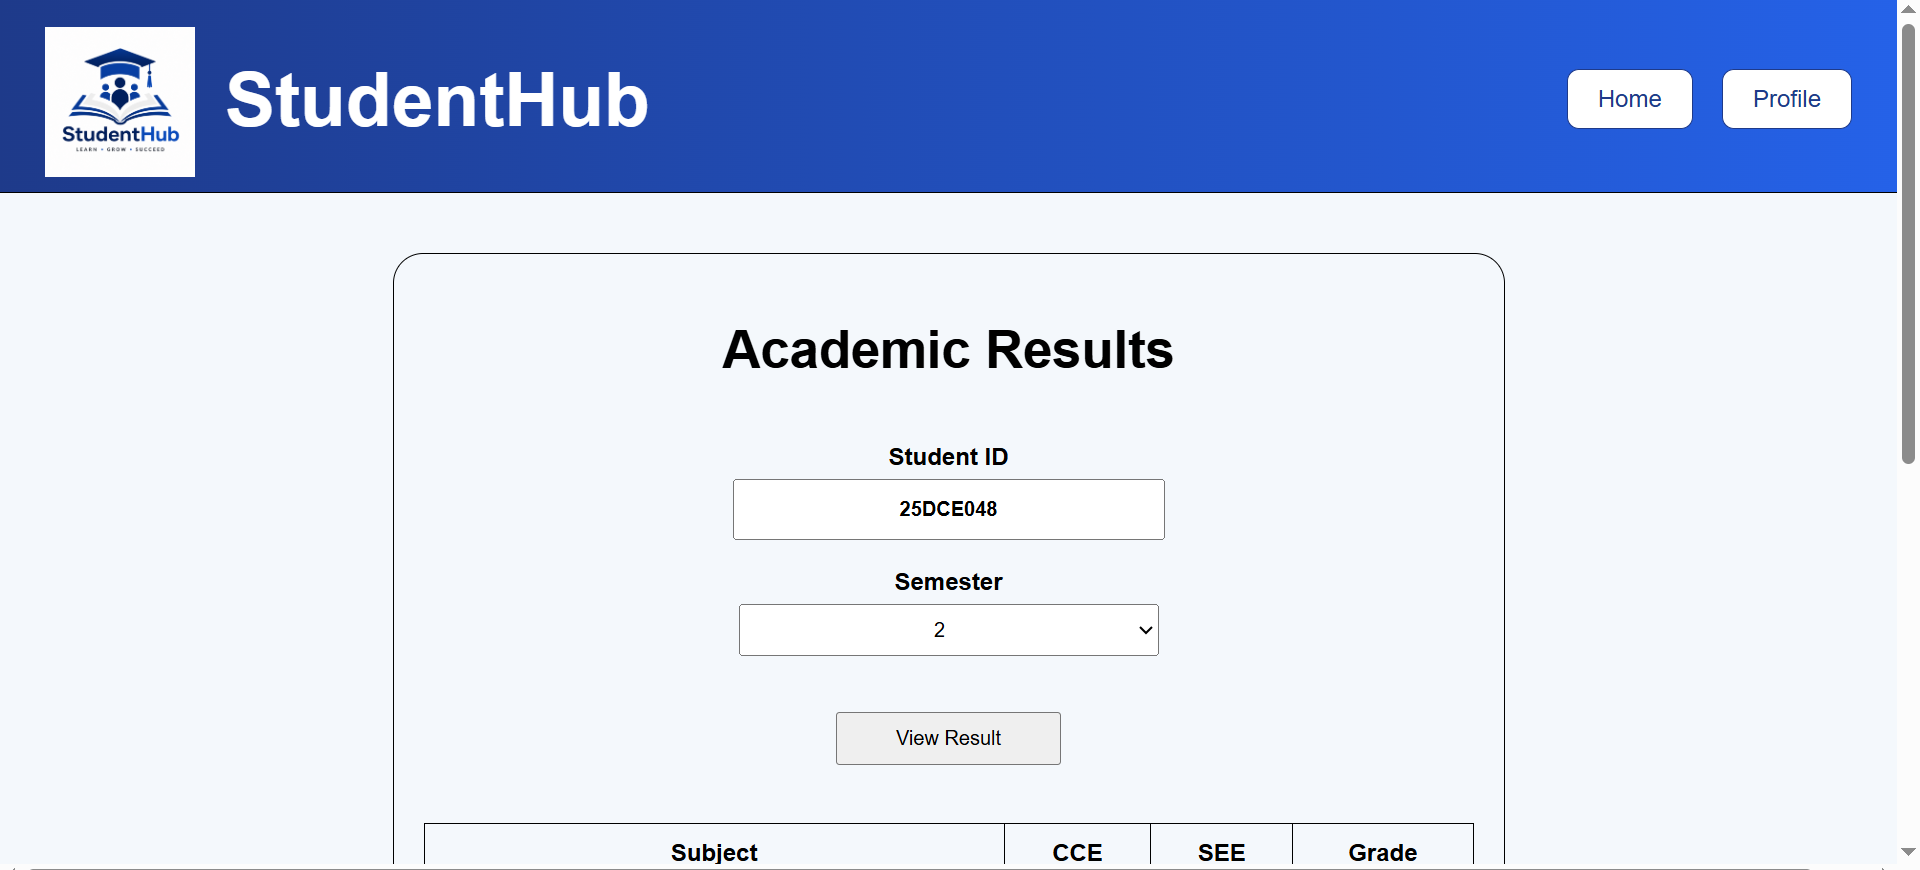 StudentHub
LEARN • GROW • SUCCEED
StudentHub
Home
Profile
Academic Results
Student ID
25DCE048
Semester
2
View Result
Subject CCE SEE Grade